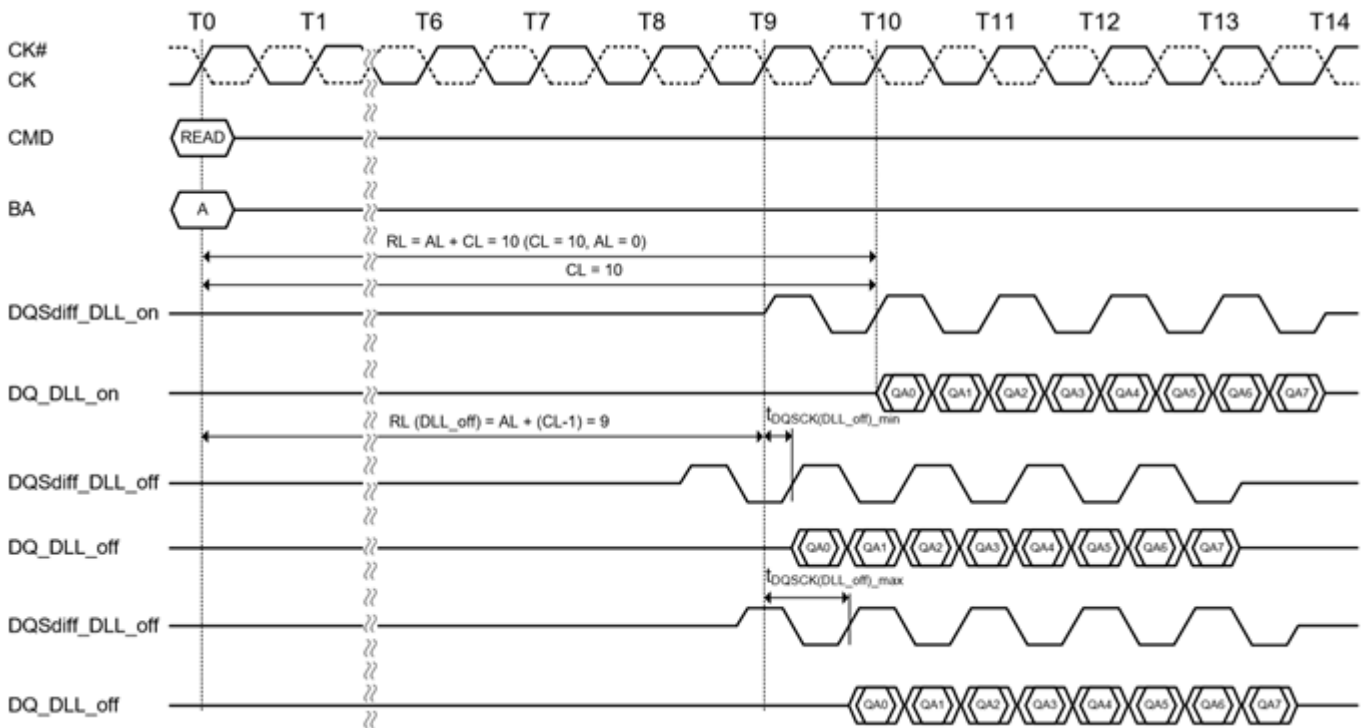 T0 T1 T6 T7 T8 T9 T10 T11 T12 T13 T14
CK#
CK
CMD READ
BA A
RL = AL + CL = 10 (CL = 10, AL = 0)
CL = 10
DQSdiff_DLL_on
DQ_DLL_on QA0 QA1 QA2 QA3 QA4 QA5 QA6 QA7
RL (DLL_off) = AL + (CL-1) = 9 tDQSCK(DLL_off)_min
DQSdiff_DLL_off
DQ_DLL_off QA0 QA1 QA2 QA3 QA4 QA5 QA6 QA7
tDQSCK(DLL_off)_max
DQSdiff_DLL_off
DQ_DLL_off QA0 QA1 QA2 QA3 QA4 QA5 QA6 QA7